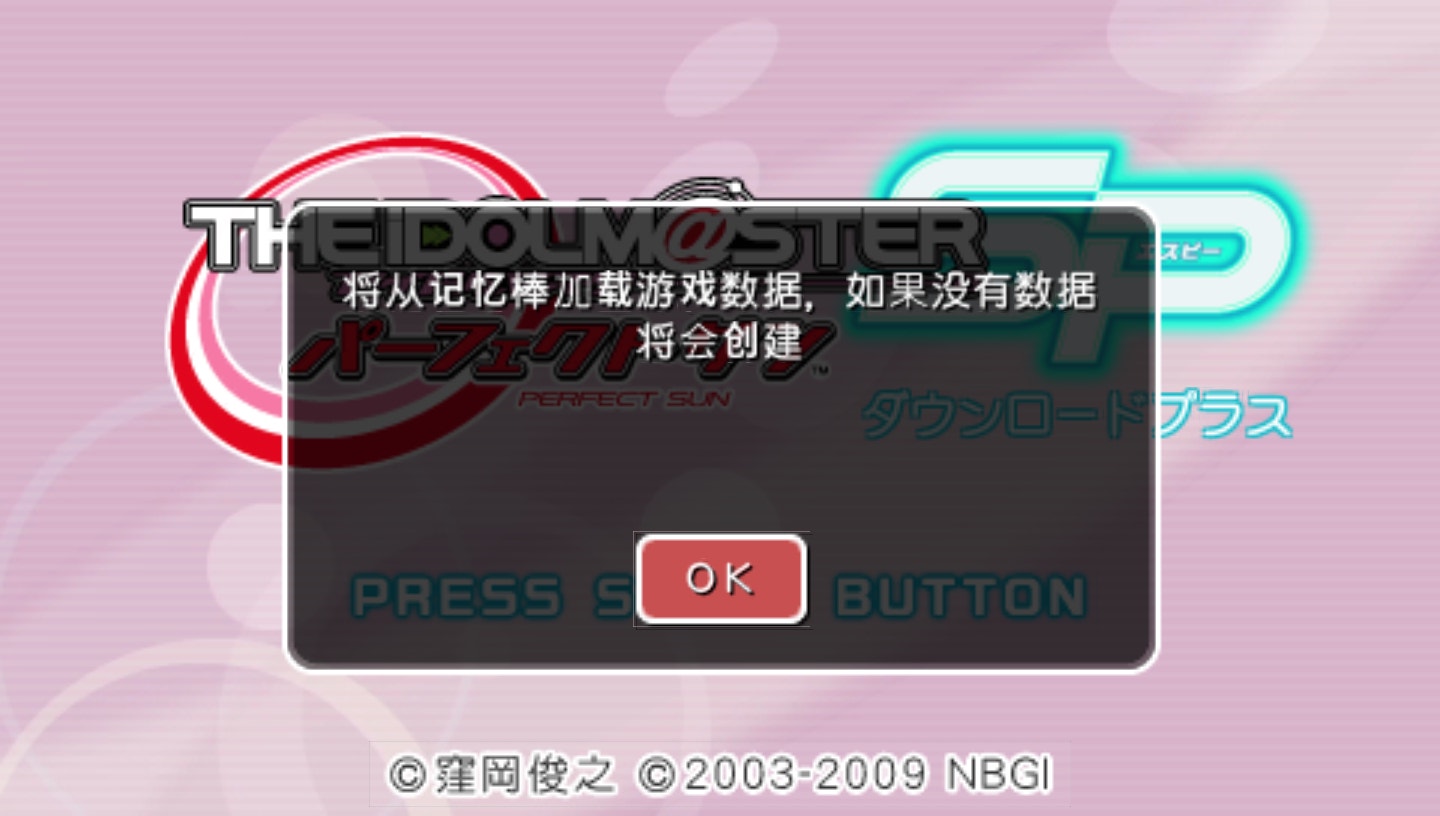 THE IDOLM@STER
SP
エスピー
将从记忆棒加载游戏数据，如果没有数据
将会创建
パーフェクトサン™
PERFECT SUN
ダウンロードプラス
OK
PRESS S BUTTON
©窪岡俊之 ©2003-2009 NBGI